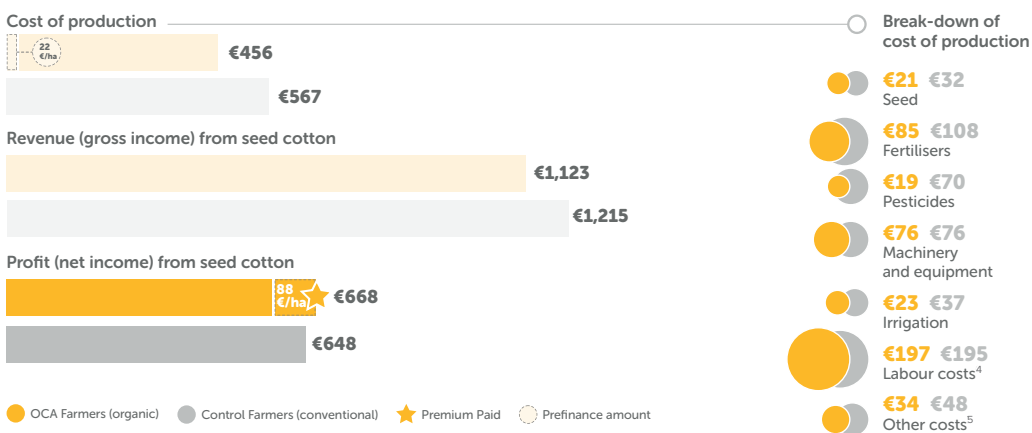 Cost of production
22
€/ha
€456
€567
Revenue (gross income) from seed cotton
€1,123
€1,215
Profit (net income) from seed cotton
88
€/ha
€668
€648
OCA Farmers (organic) Control Farmers (conventional) Premium Paid Prefinance amount
Break-down of
cost of production
€21 €32
Seed
€85 €108
Fertilisers
€19 €70
Pesticides
€76 €76
Machinery
and equipment
€23 €37
Irrigation
€197 €195
Labour costs⁴
€34 €48
Other costs⁵